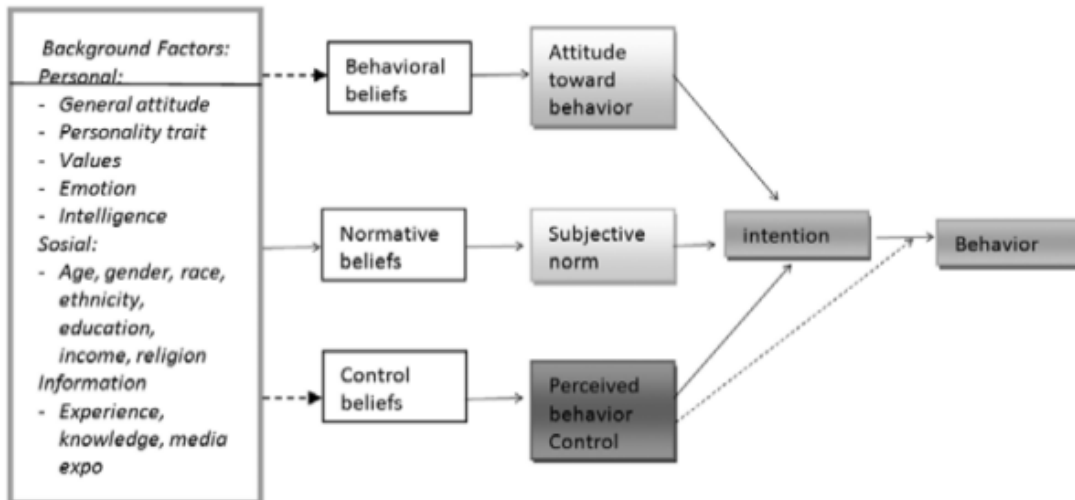 Background Factors:
Personal:
- General attitude
- Personality trait
- Values
- Emotion
- Intelligence
Sosial:
- Age, gender, race,
ethnicity,
education,
income, religion
Information
- Experience,
knowledge, media
expo
Behavioral
beliefs
Normative
beliefs
Control
beliefs
Attitude
toward
behavior
Subjective
norm
Perceived
behavior
Control
intention
Behavior